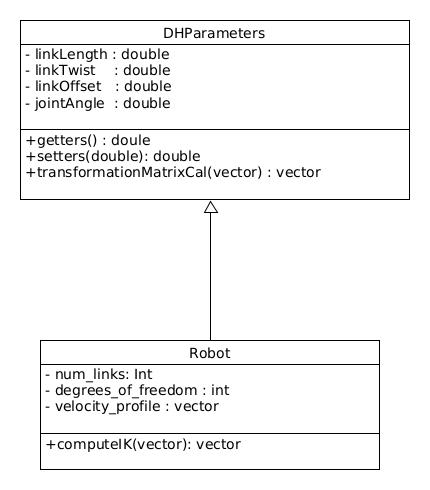 DHParameters
- linkLength : double
- linkTwist : double
- linkOffset : double
- jointAngle : double
+getters() : doule
+setters(double): double
+transformationMatrixCal(vector) : vector
Robot
- num_links: Int
- degrees_of_freedom : int
- velocity_profile : vector
+computeIK(vector): vector